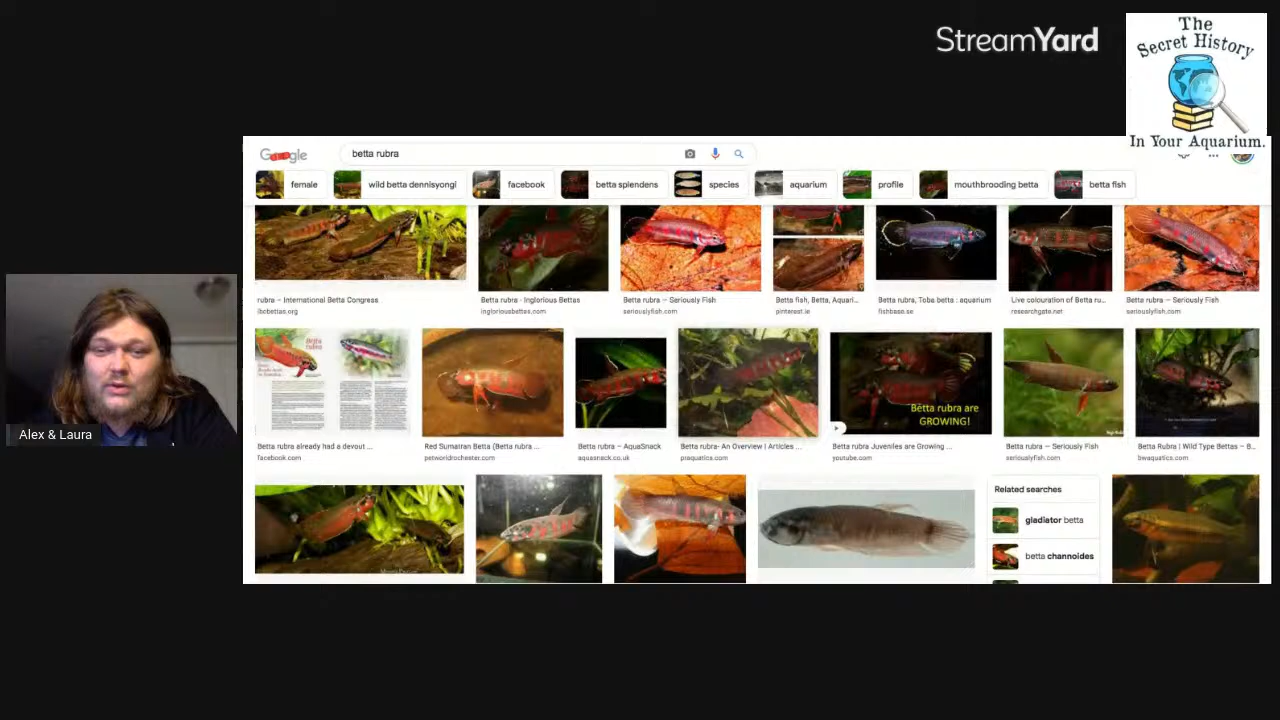 StreamYard
The
Secret History
In Your Aquarium.
Google
betta rubra
female
wild betta dennisyongi
facebook
betta splendens
species
aquarium
profile
mouthbrooding betta
betta fish
rubra – International Betta Congress
ibcbettas.org
Betta rubra - Inglorious Bettas
ingloriousbettas.com
Betta rubra — Seriously Fish
seriouslyfish.com
Betta fish, Betta, Aquari...
pinterest.ie
Betta rubra, Toba betta : aquarium
fishbase.se
Live colouration of Betta ru...
researchgate.net
Betta rubra — Seriously Fish
seriouslyfish.com
Betta
rubra
Betta rubra already had a devout ...
facebook.com
Red Sumatran Betta (Betta rubra ...
petworldrochester.com
Betta rubra – AquaSnack
aquasnack.co.uk
Betta rubra- An Overview | Articles ...
praquatics.com
Betta rubra are
GROWING!
Betta rubra Juveniles are Growing ...
youtube.com
Betta rubra — Seriously Fish
seriouslyfish.com
Betta Rubra | Wild Type Bettas – B...
bwaquatics.com
Related searches
gladiator betta
betta channoides
Alex & Laura